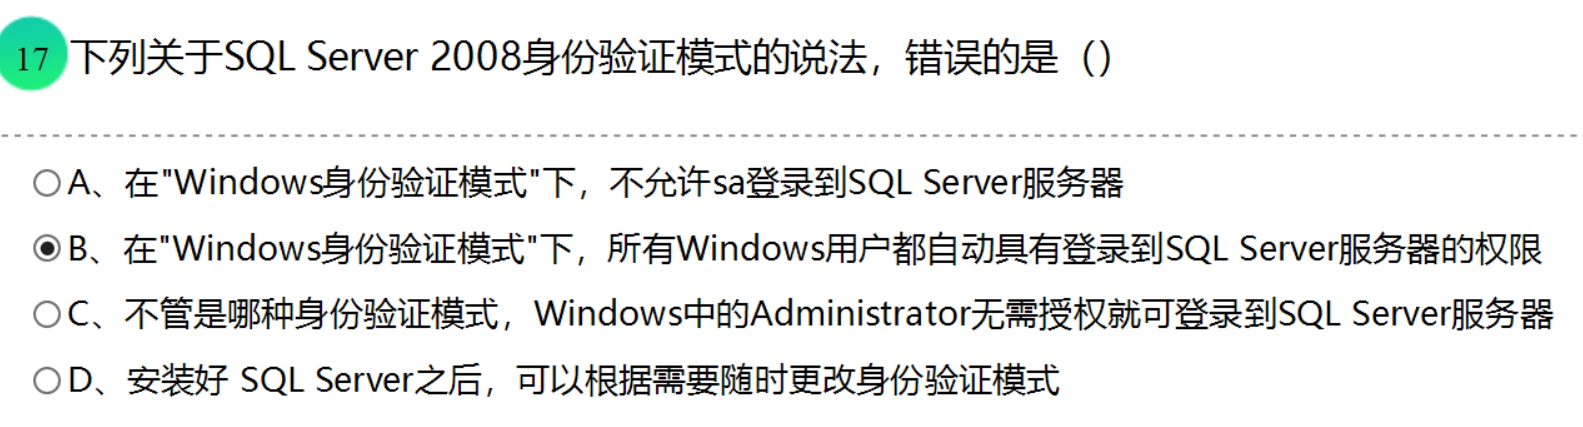 17 下列关于SQL Server 2008身份验证模式的说法，错误的是（）
A、在"Windows身份验证模式"下，不允许sa登录到SQL Server服务器
B、在"Windows身份验证模式"下，所有Windows用户都自动具有登录到SQL Server服务器的权限
C、不管是哪种身份验证模式，Windows中的Administrator无需授权就可登录到SQL Server服务器
D、安装好 SQL Server之后，可以根据需要随时更改身份验证模式